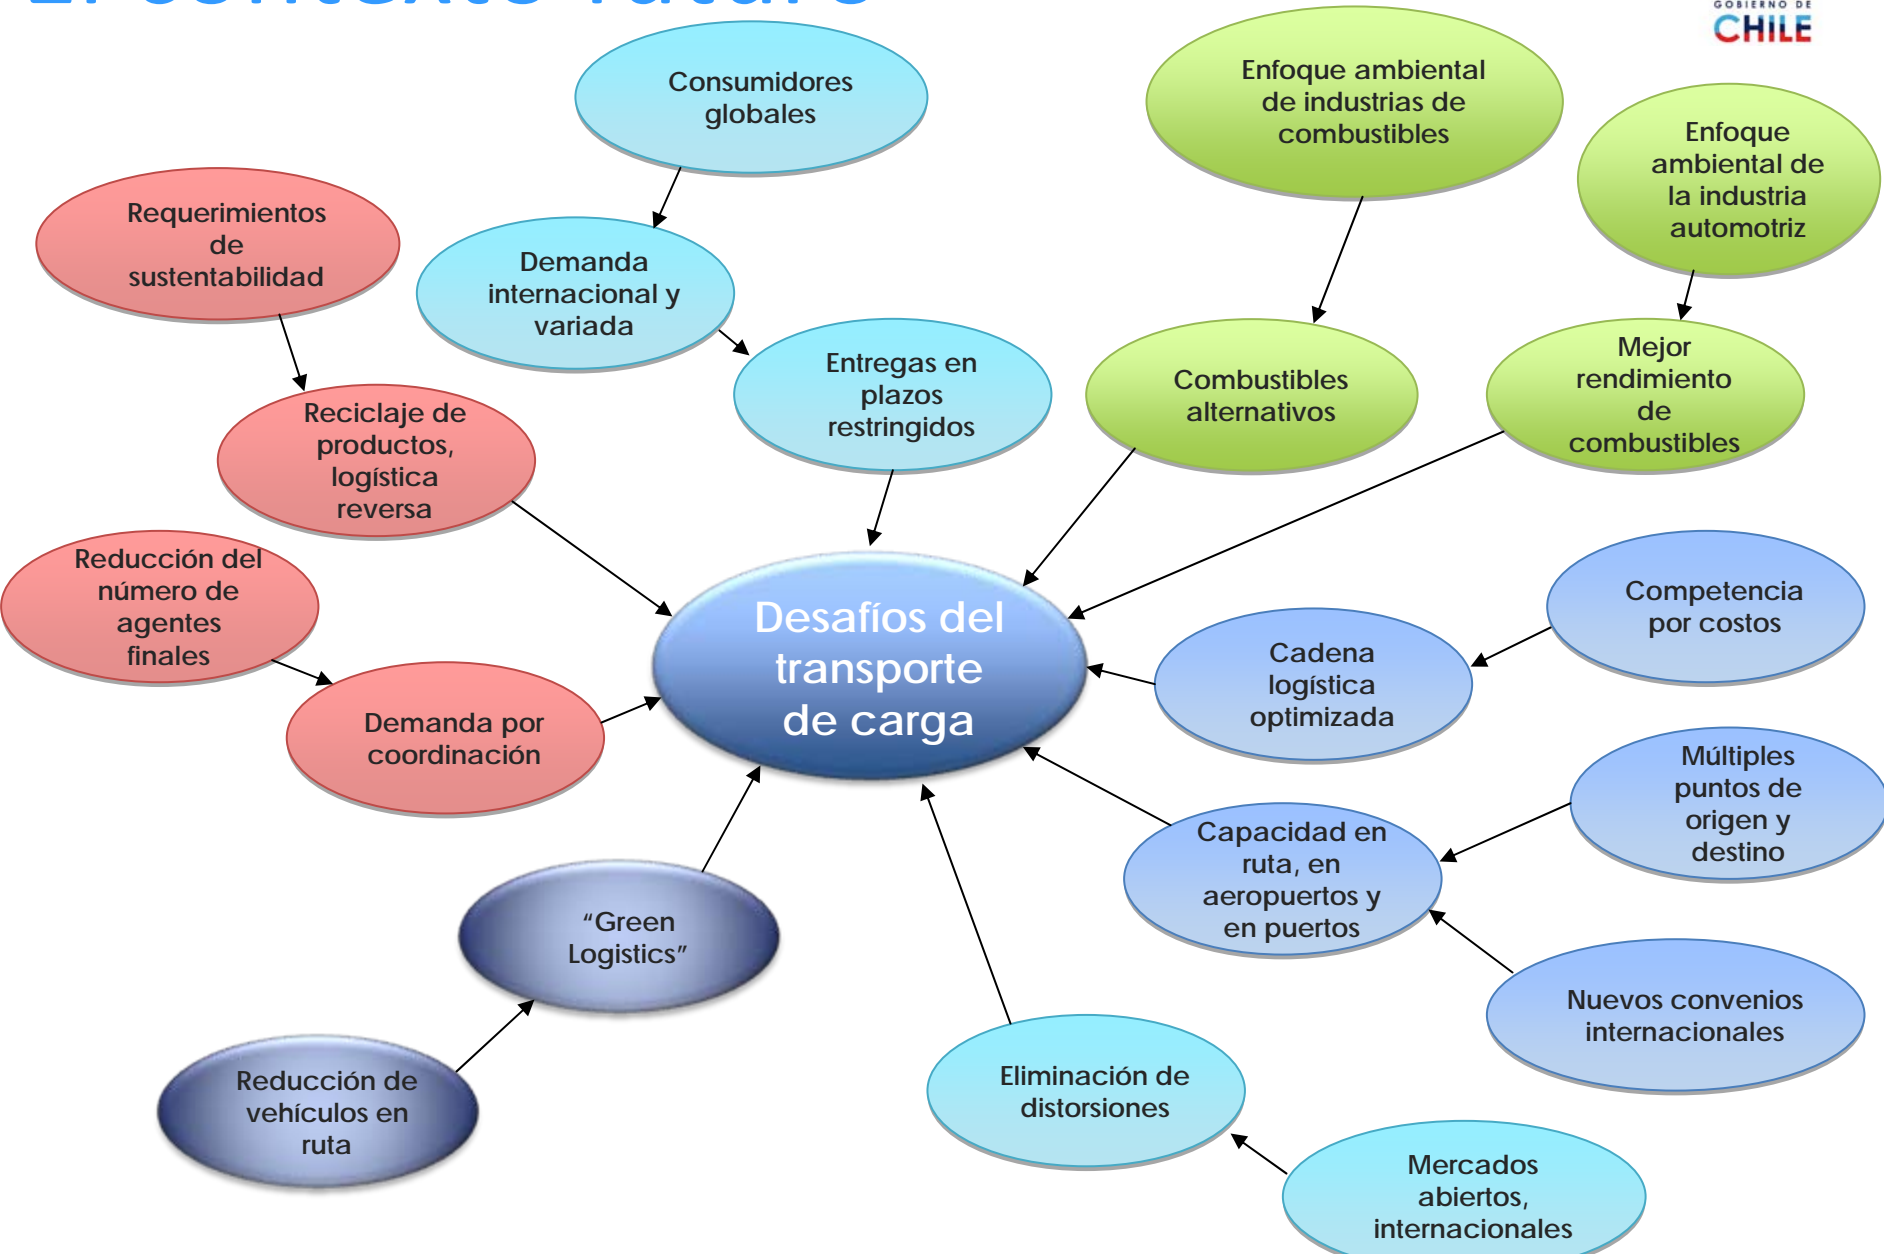 El contexto futuro
GOBIERNO DE
CHILE
Consumidores
globales
Enfoque ambiental
de industrias de
combustibles
Enfoque
ambiental de
la industria
automotriz
Requerimientos
de
sustentabilidad
Demanda
internacional y
variada
Entregas en
plazos
restringidos
Combustibles
alternativos
Mejor
rendimiento
de
combustibles
Reciclaje de
productos,
logística
reversa
Reducción del
número de
agentes
finales
Demanda por
coordinación
Desafíos del
transporte
de carga
Cadena
logística
optimizada
Competencia
por costos
Múltiples
puntos de
origen y
destino
Capacidad en
ruta, en
aeropuertos y
en puertos
Nuevos convenios
internacionales
“Green
Logistics”
Reducción de
vehículos en
ruta
Eliminación de
distorsiones
Mercados
abiertos,
internacionales